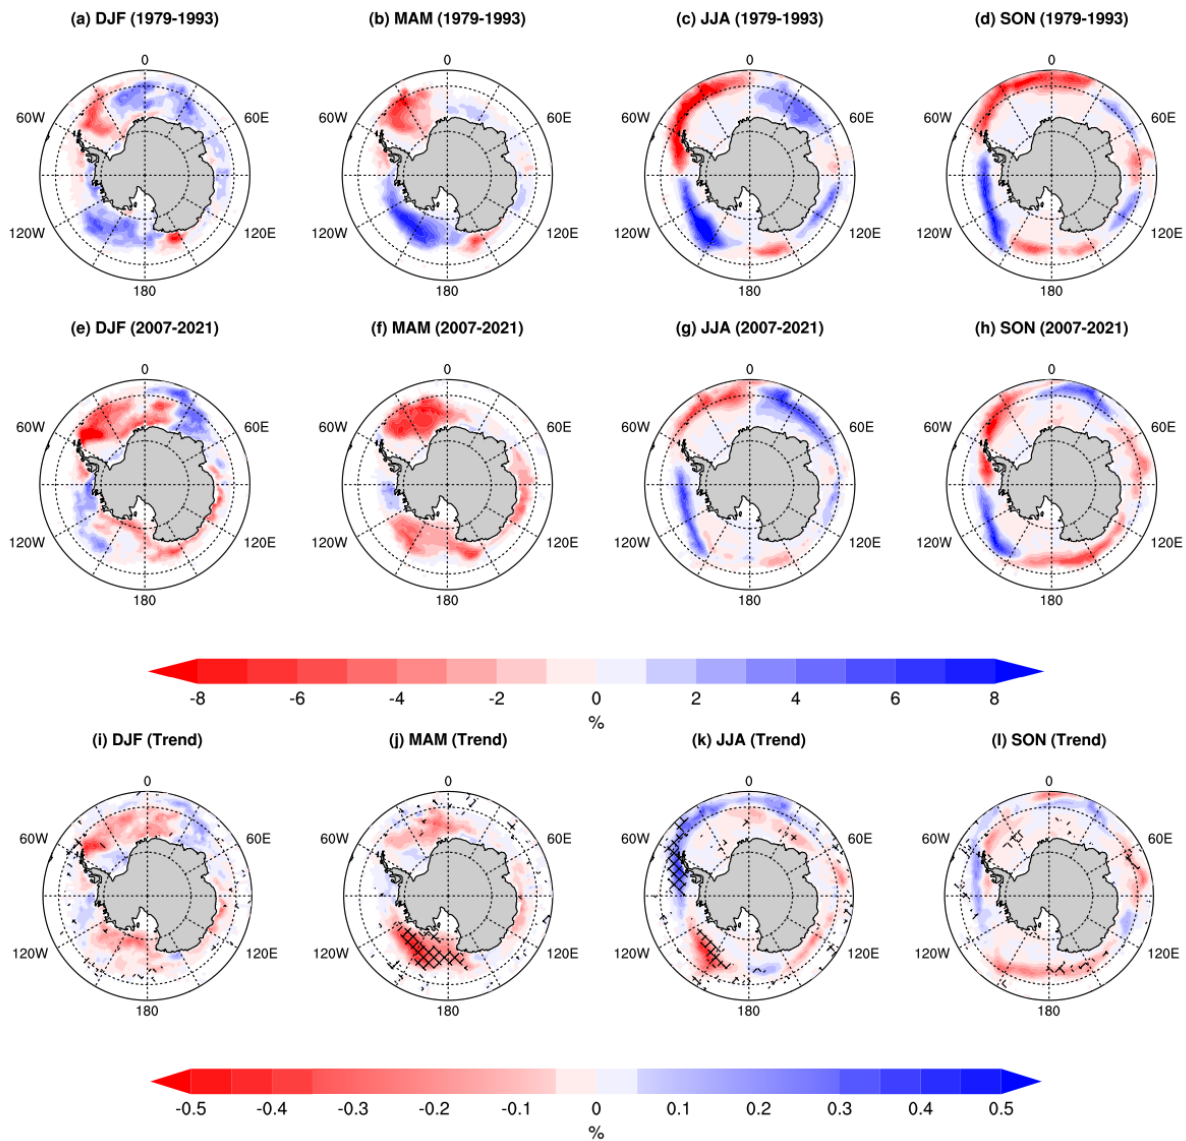 (a) DJF (1979-1993) (b) MAM (1979-1993) (c) JJA (1979-1993) (d) SON (1979-1993)
0 0 0 0
60W 60E 60W 60E 60W 60E 60W 60E
120W 120E 120W 120E 120W 120E 120W 120E
180 180 180 180
(e) DJF (2007-2021) (f) MAM (2007-2021) (g) JJA (2007-2021) (h) SON (2007-2021)
0 0 0 0
60W 60E 60W 60E 60W 60E 60W 60E
120W 120E 120W 120E 120W 120E 120W 120E
180 180 180 180
-8 -6 -4 -2 0 2 4 6 8
%
(i) DJF (Trend) (j) MAM (Trend) (k) JJA (Trend) (l) SON (Trend)
0 0 0 0
60W 60E 60W 60E 60W 60E 60W 60E
120W 120E 120W 120E 120W 120E 120W 120E
180 180 180 180
-0.5 -0.4 -0.3 -0.2 -0.1 0 0.1 0.2 0.3 0.4 0.5
%